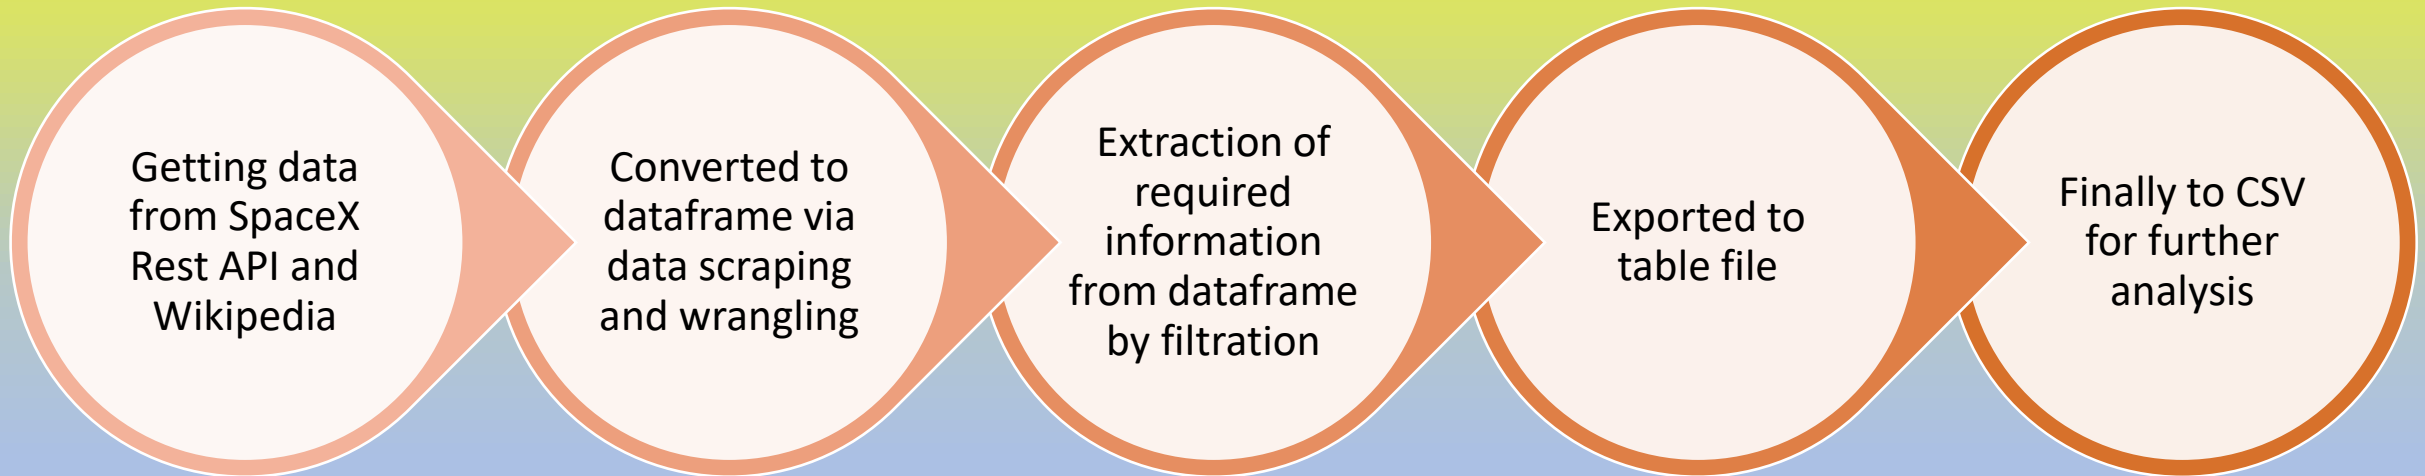 Getting data
from SpaceX
Rest API and
Wikipedia
Converted to
dataframe via
data scraping
and wrangling
Extraction of
required
information
from dataframe
by filtration
Exported to
table file
Finally to CSV
for further
analysis